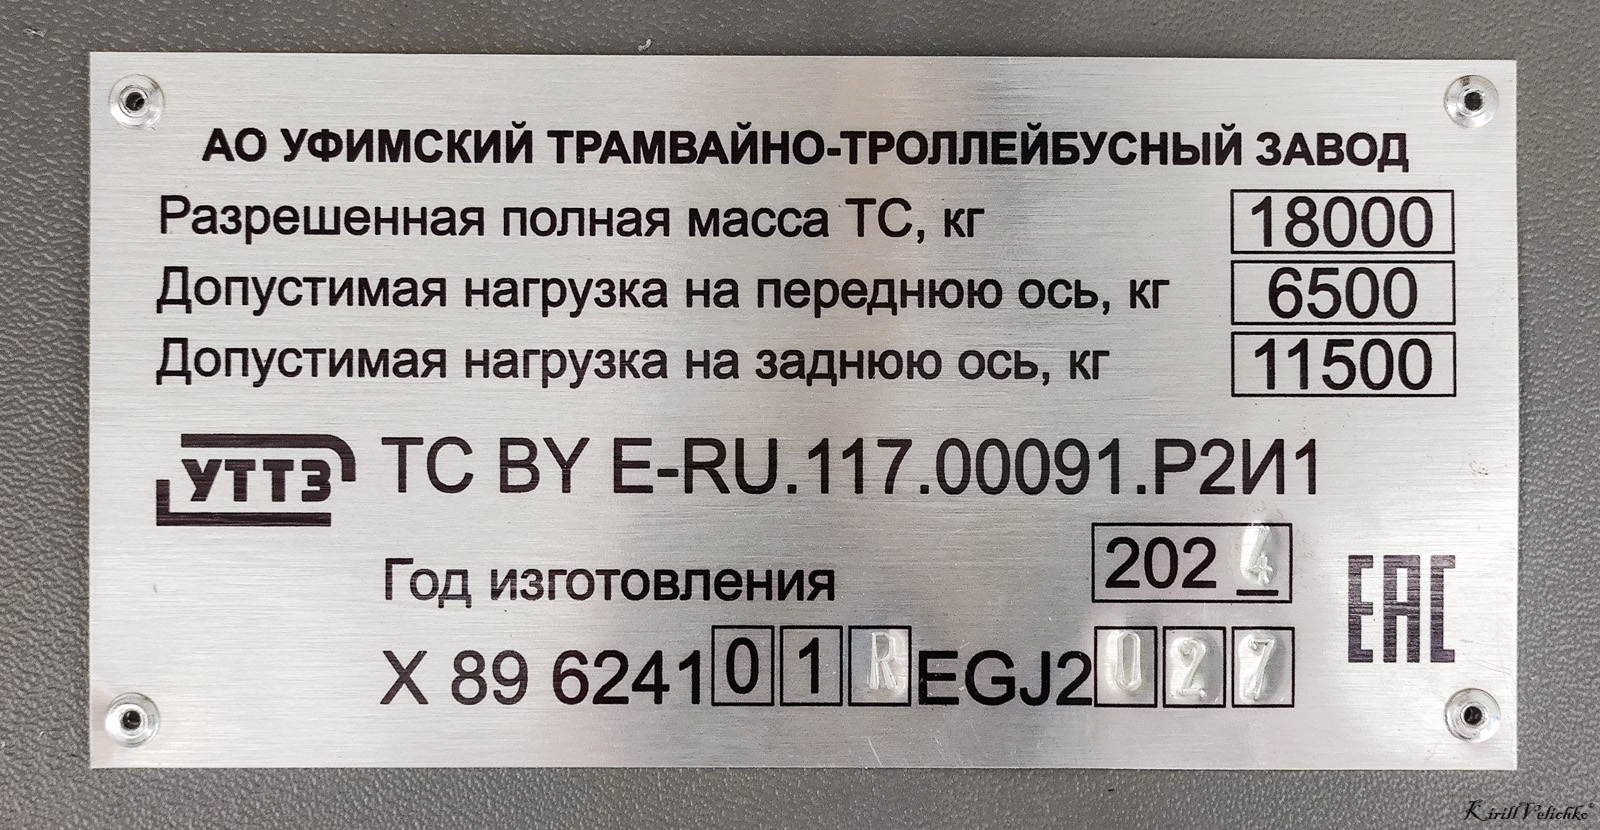 АО УФИМСКИЙ ТРАМВАЙНО-ТРОЛЛЕЙБУСНЫЙ ЗАВОД
Разрешенная полная масса ТС, кг 18000
Допустимая нагрузка на переднюю ось, кг 6500
Допустимая нагрузка на заднюю ось, кг 11500
УТТЗ ТС BY E-RU.117.00091.Р2И1
Год изготовления 2024
EAC
X 89 624101REGJ2027
KirillVelichko